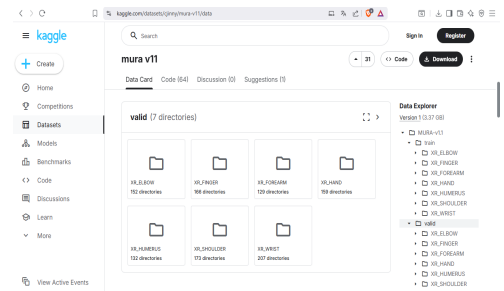 kaggle.com/datasets/cjinny/mura-v11/data
kaggle
Search
Sign In
Register
Create
Home
Competitions
Datasets
Models
Benchmarks
Code
Discussions
Learn
More
View Active Events
mura v11
31
Code
Download
Data Card Code (64) Discussion (0) Suggestions (1)
valid (7 directories)
XR_ELBOW
152 directories
XR_FINGER
166 directories
XR_FOREARM
129 directories
XR_HAND
159 directories
XR_HUMERUS
132 directories
XR_SHOULDER
173 directories
XR_WRIST
207 directories
Data Explorer
Version 1 (3.37 GB)
MURA-v1.1
train
XR_ELBOW
XR_FINGER
XR_FOREARM
XR_HAND
XR_HUMERUS
XR_SHOULDER
XR_WRIST
valid
XR_ELBOW
XR_FINGER
XR_FOREARM
XR_HAND
XR_HUMERUS
XR_SHOULDER